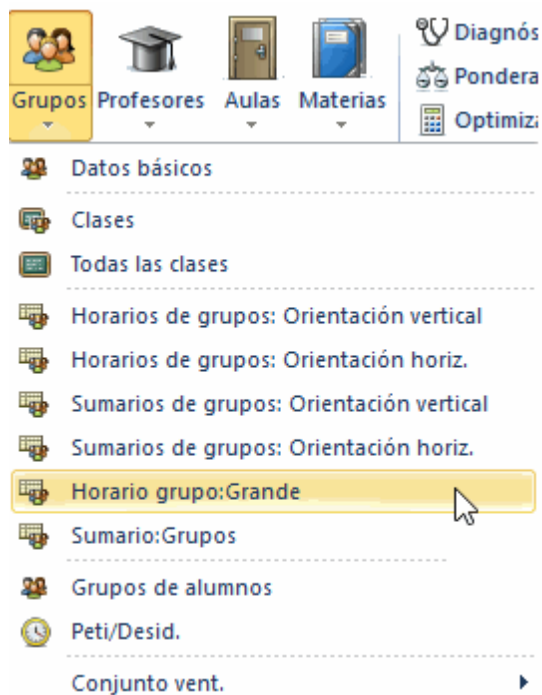 Diagnós
Pondera
Grupos Profesores Aulas Materias
Optimiza
Datos básicos
Clases
Todas las clases
Horarios de grupos: Orientación vertical
Horarios de grupos: Orientación horiz.
Sumarios de grupos: Orientación vertical
Sumarios de grupos: Orientación horiz.
Horario grupo:Grande
Sumario:Grupos
Grupos de alumnos
Peti/Desid.
Conjunto vent.